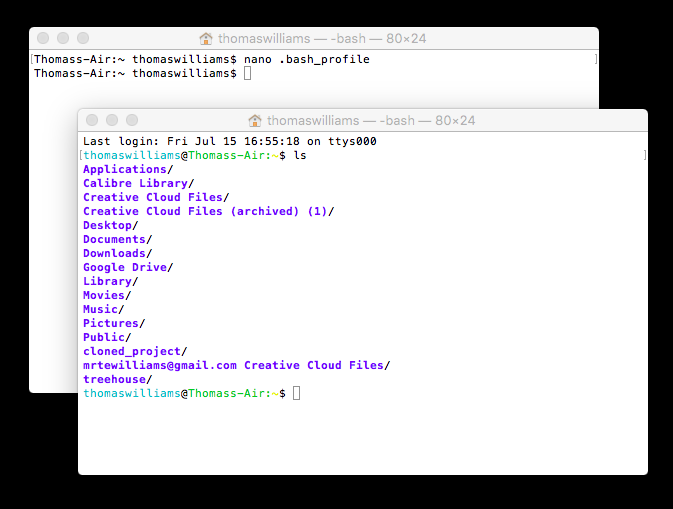 thomaswilliams — -bash — 80×24
[Thomass-Air:~ thomaswilliams$ nano .bash_profile ]
Thomass-Air:~ thomaswilliams$
thomaswilliams — -bash — 80×24
Last login: Fri Jul 15 16:55:18 on ttys000
[thomaswilliams@Thomass-Air:~$ ls ]
Applications/
Calibre Library/
Creative Cloud Files/
Creative Cloud Files (archived) (1)/
Desktop/
Documents/
Downloads/
Google Drive/
Library/
Movies/
Music/
Pictures/
Public/
cloned_project/
mrtewilliams@gmail.com Creative Cloud Files/
treehouse/
thomaswilliams@Thomass-Air:~$